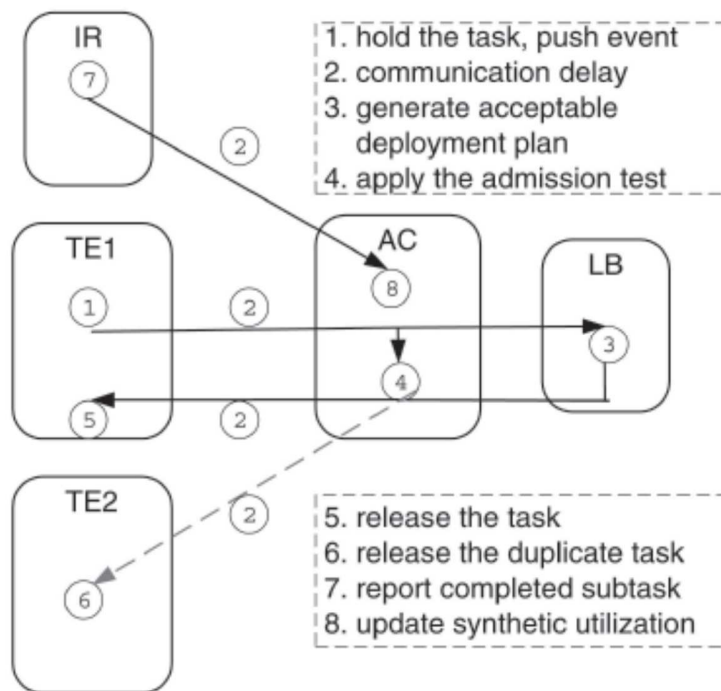 IR
7
2
1. hold the task, push event
2. communication delay
3. generate acceptable
deployment plan
4. apply the admission test
TE1
1
2
5
2
AC
8
4
LB
3
TE2
6
2
5. release the task
6. release the duplicate task
7. report completed subtask
8. update synthetic utilization